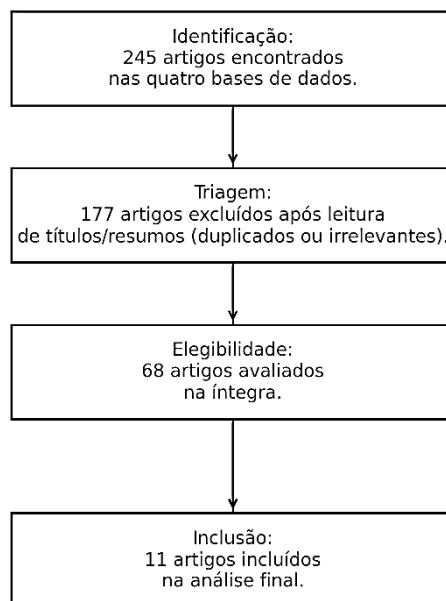 Identificação:
245 artigos encontrados
nas quatro bases de dados.
Triagem:
177 artigos excluídos após leitura
de títulos/resumos (duplicados ou irrelevantes).
Elegibilidade:
68 artigos avaliados
na íntegra.
Inclusão:
11 artigos incluídos
na análise final.